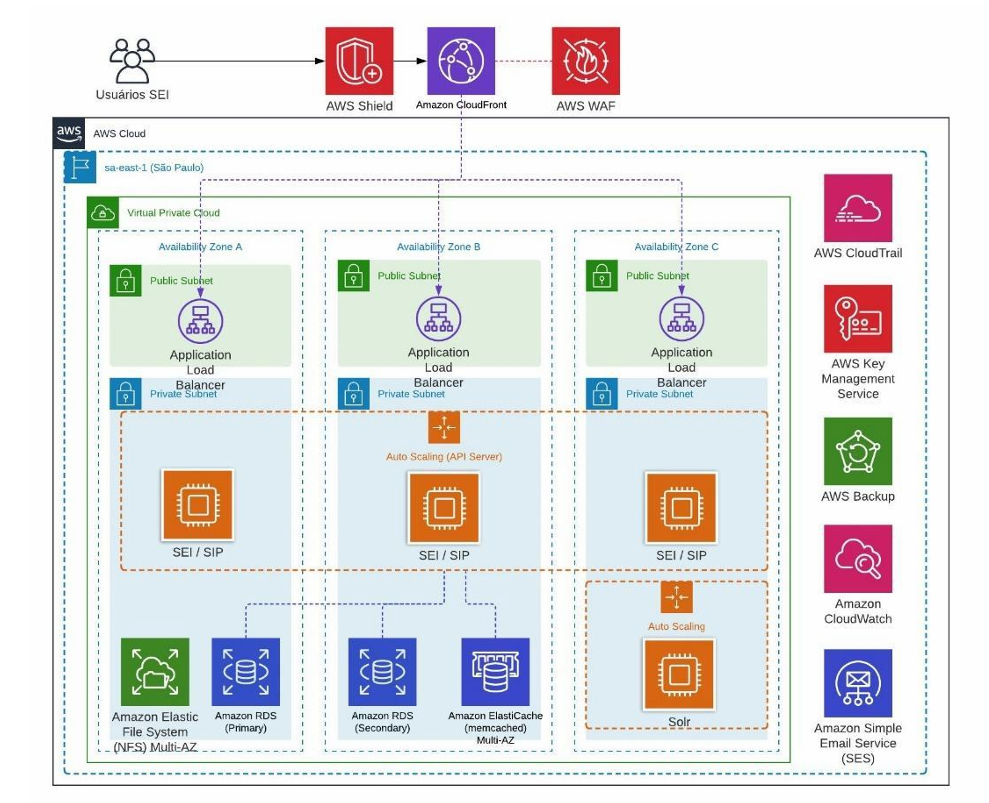 Usuários SEI
AWS Shield
Amazon CloudFront
AWS WAF
aws
AWS Cloud
sa-east-1 (São Paulo)
Virtual Private Cloud
Availability Zone A
Availability Zone B
Availability Zone C
Public Subnet
Public Subnet
Public Subnet
Application
Load
Balancer
Application
Load
Balancer
Application
Load
Balancer
Private Subnet
Private Subnet
Private Subnet
Auto Scaling (API Server)
SEI / SIP
SEI / SIP
SEI / SIP
Auto Scaling
Solr
Amazon Elastic
File System
(NFS) Multi-AZ
Amazon RDS
(Primary)
Amazon RDS
(Secondary)
Amazon ElastiCache
(memcached)
Multi-AZ
AWS CloudTrail
AWS Key
Management
Service
AWS Backup
Amazon
CloudWatch
Amazon Simple
Email Service
(SES)